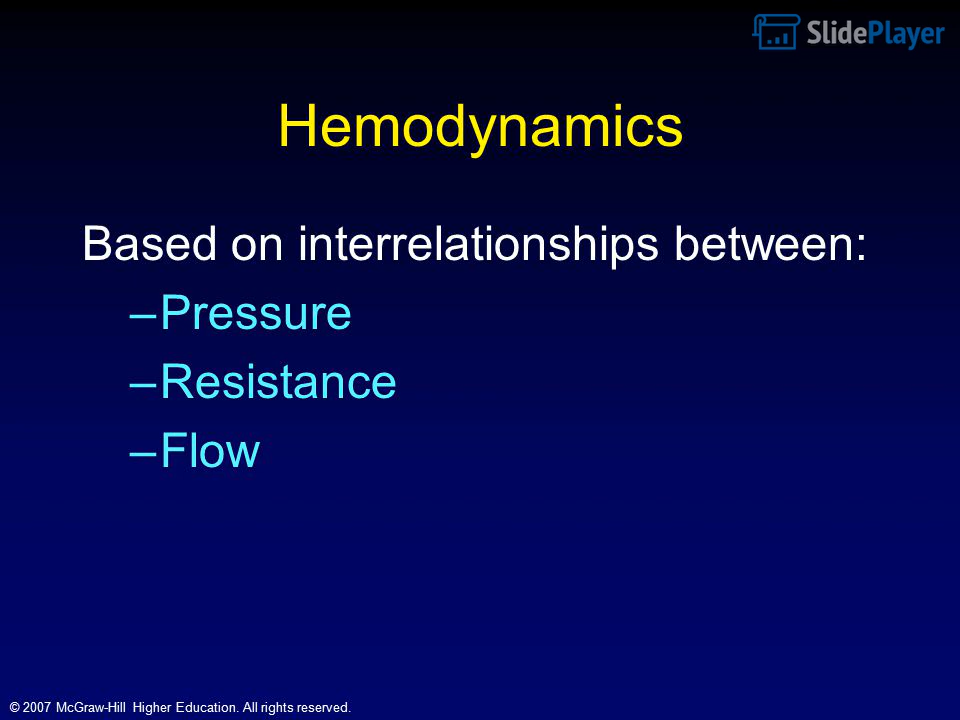 SlidePlayer
Hemodynamics
Based on interrelationships between:
–Pressure
–Resistance
–Flow
© 2007 McGraw-Hill Higher Education. All rights reserved.